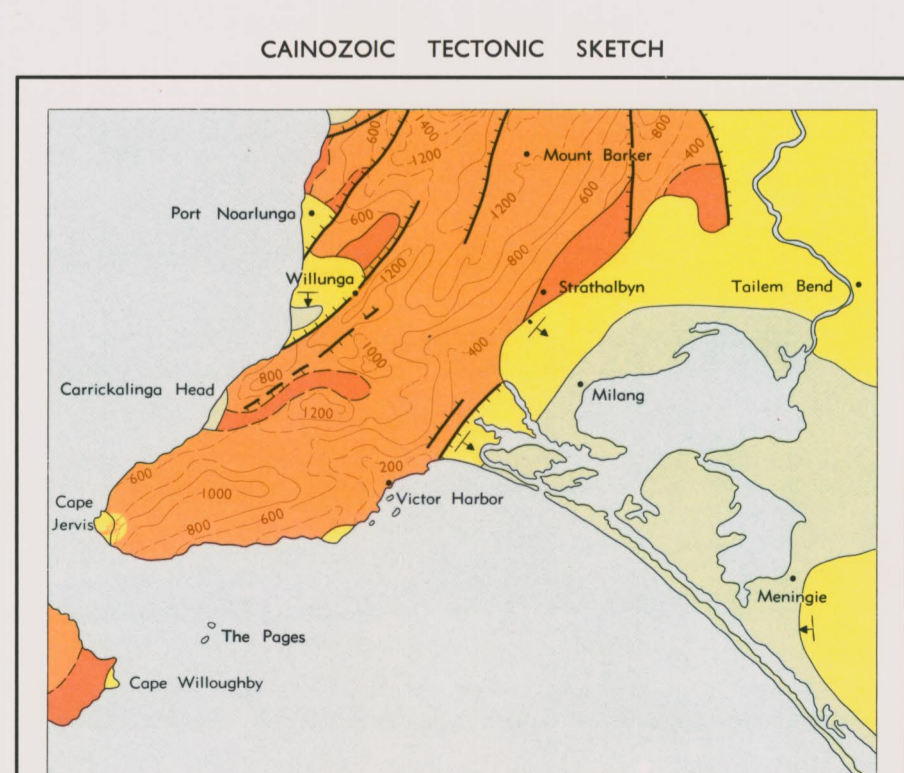 CAINOZOIC TECTONIC SKETCH
600
400
1200
800
400
Mount Barker
600
Port Noarlunga
600
1200
800
1200
Willunga
Strathalbyn
Tailem Bend
400
1000
800
Carrickalinga Head
1200
Milang
600
1000
200
Victor Harbor
Cape
Jervis
800
600
Meningie
The Pages
Cape Willoughby